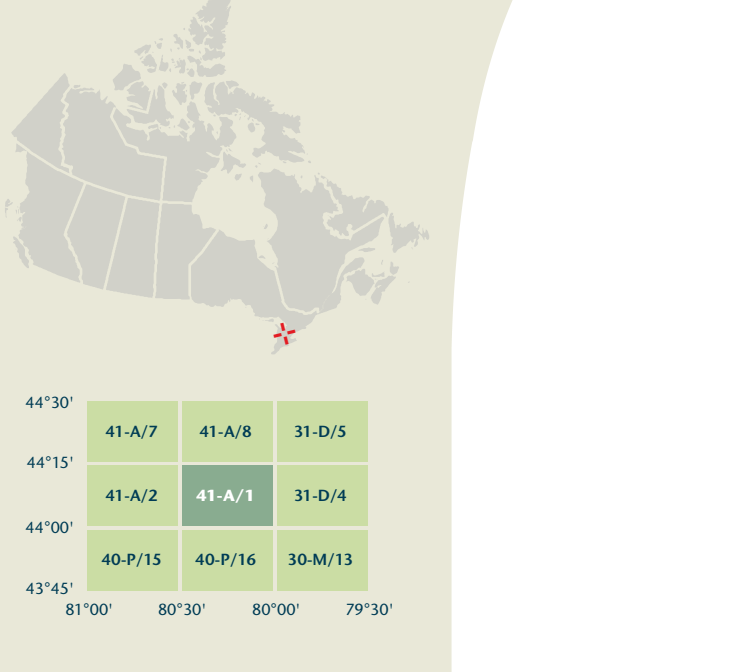 44°30'
41-A/7 41-A/8 31-D/5
44°15'
41-A/2 41-A/1 31-D/4
44°00'
40-P/15 40-P/16 30-M/13
43°45'
81°00' 80°30' 80°00' 79°30'